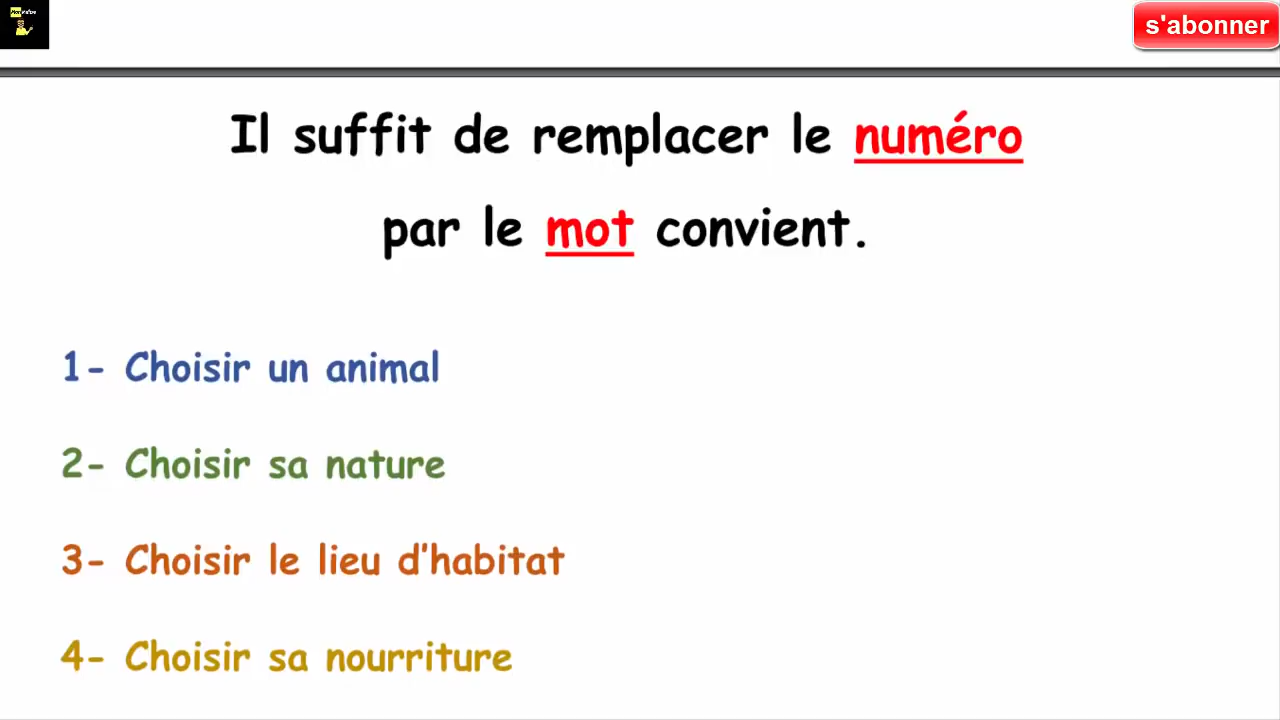 s'abonner
Il suffit de remplacer le numéro
par le mot convient.
1- Choisir un animal
2- Choisir sa nature
3- Choisir le lieu d'habitat
4- Choisir sa nourriture